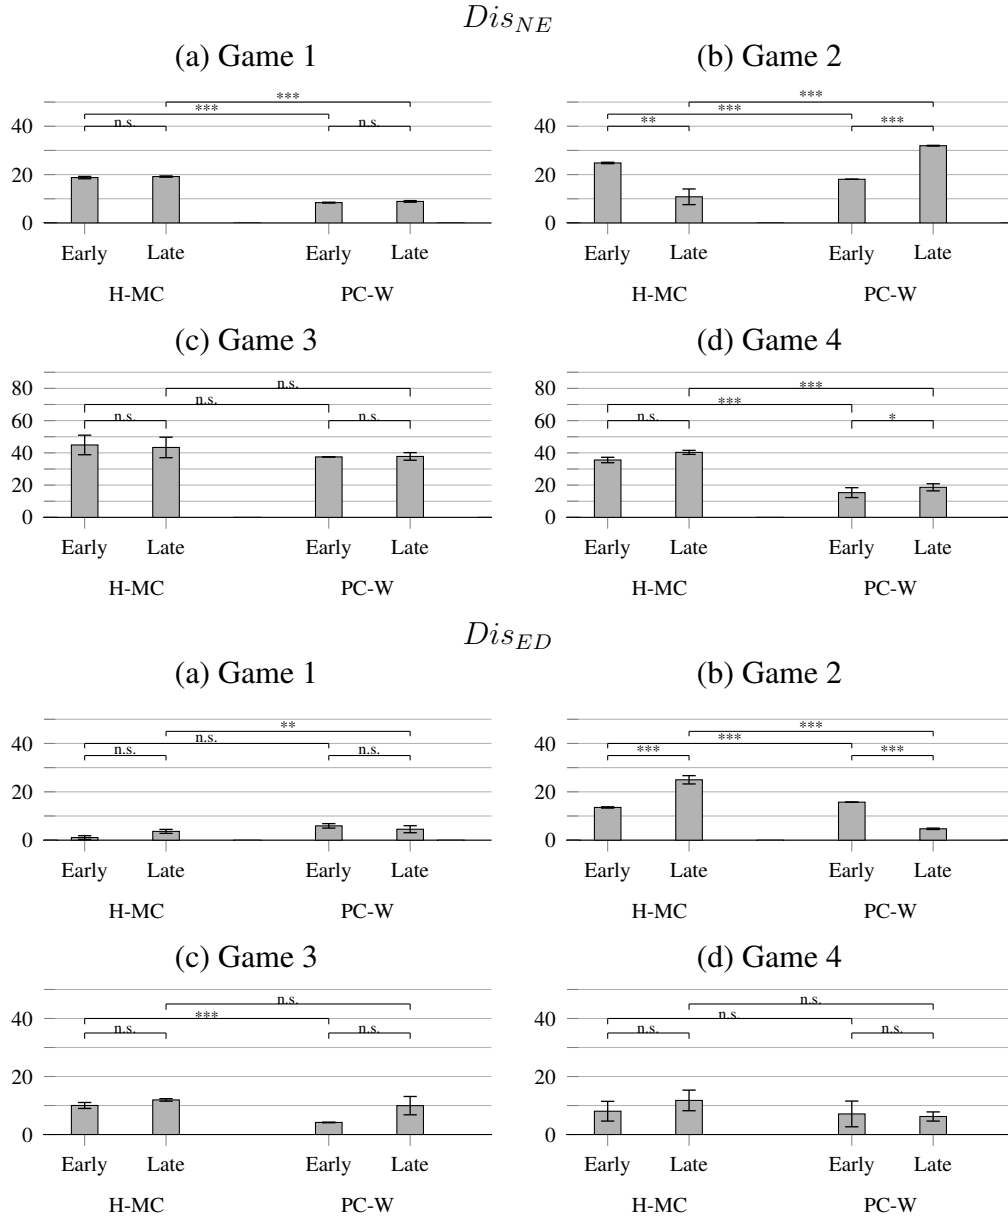 Dis_NE
(a) Game 1
(b) Game 2
***
***
n.s.
n.s.
40
20
0
Early Late Early Late
H-MC PC-W
***
***
**
***
40
20
0
Early Late Early Late
H-MC PC-W
(c) Game 3
(d) Game 4
n.s.
n.s.
n.s.
n.s.
80
60
40
20
0
Early Late Early Late
H-MC PC-W
***
***
n.s.
*
80
60
40
20
0
Early Late Early Late
H-MC PC-W
Dis_ED
(a) Game 1
(b) Game 2
**
n.s.
n.s.
n.s.
40
20
0
Early Late Early Late
H-MC PC-W
***
***
***
***
40
20
0
Early Late Early Late
H-MC PC-W
(c) Game 3
(d) Game 4
n.s.
***
n.s.
n.s.
40
20
0
Early Late Early Late
H-MC PC-W
n.s.
n.s.
n.s.
n.s.
40
20
0
Early Late Early Late
H-MC PC-W